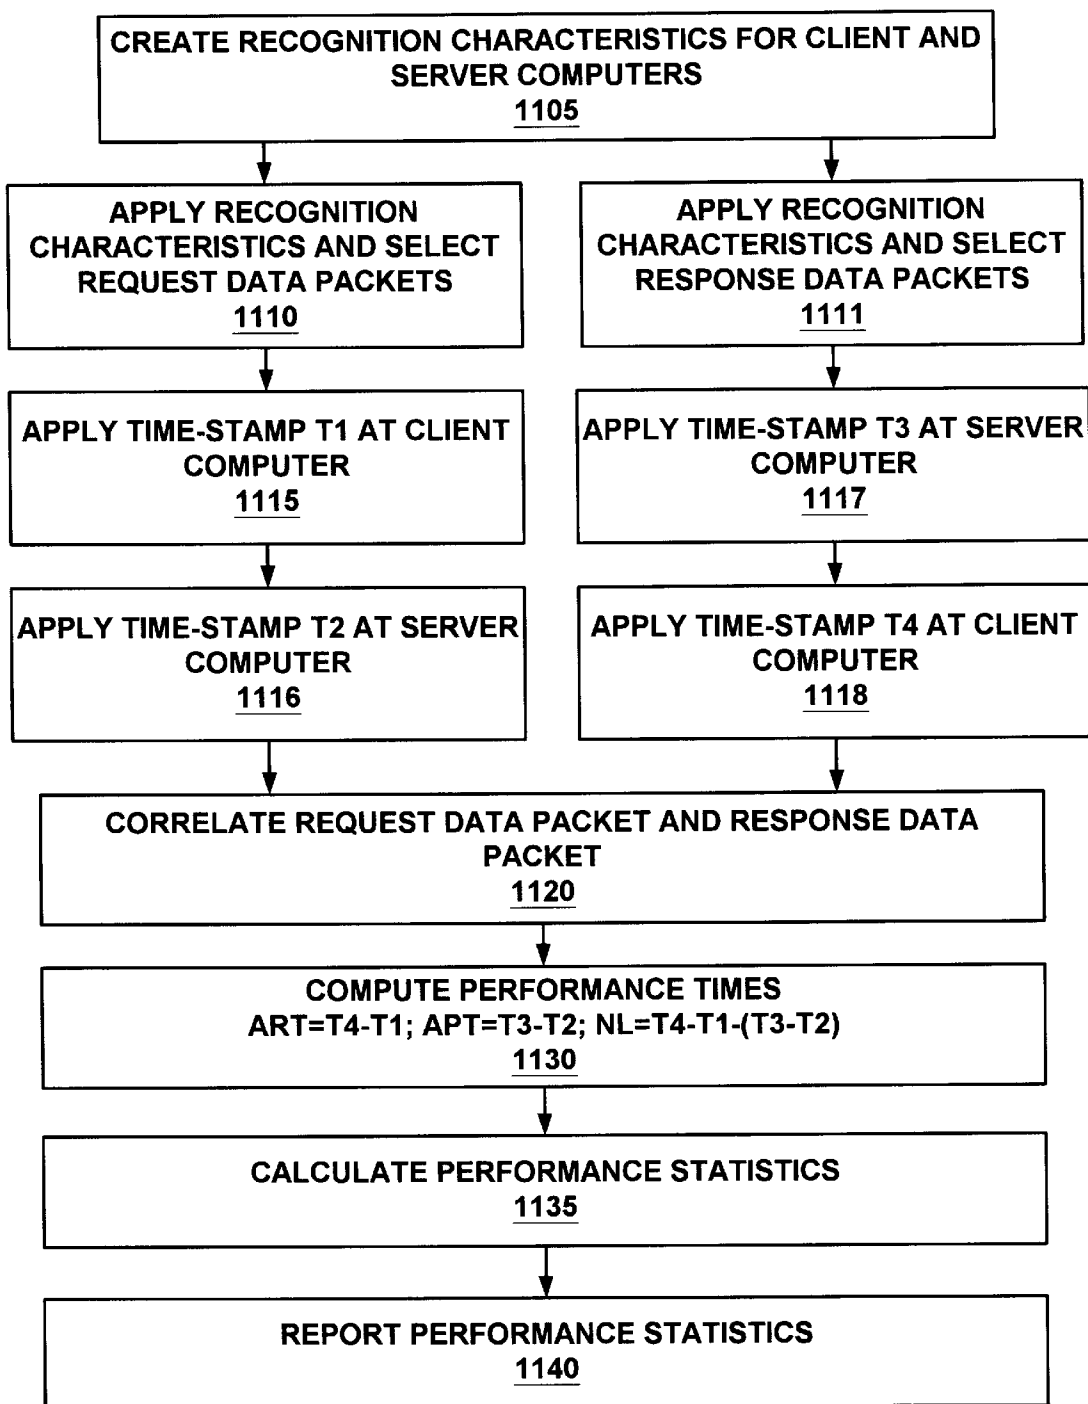 CREATE RECOGNITION CHARACTERISTICS FOR CLIENT AND
SERVER COMPUTERS
1105
APPLY RECOGNITION
CHARACTERISTICS AND SELECT
REQUEST DATA PACKETS
1110
APPLY RECOGNITION
CHARACTERISTICS AND SELECT
RESPONSE DATA PACKETS
1111
APPLY TIME-STAMP T1 AT CLIENT
COMPUTER
1115
APPLY TIME-STAMP T3 AT SERVER
COMPUTER
1117
APPLY TIME-STAMP T2 AT SERVER
COMPUTER
1116
APPLY TIME-STAMP T4 AT CLIENT
COMPUTER
1118
CORRELATE REQUEST DATA PACKET AND RESPONSE DATA
PACKET
1120
COMPUTE PERFORMANCE TIMES
ART=T4-T1; APT=T3-T2; NL=T4-T1-(T3-T2)
1130
CALCULATE PERFORMANCE STATISTICS
1135
REPORT PERFORMANCE STATISTICS
1140